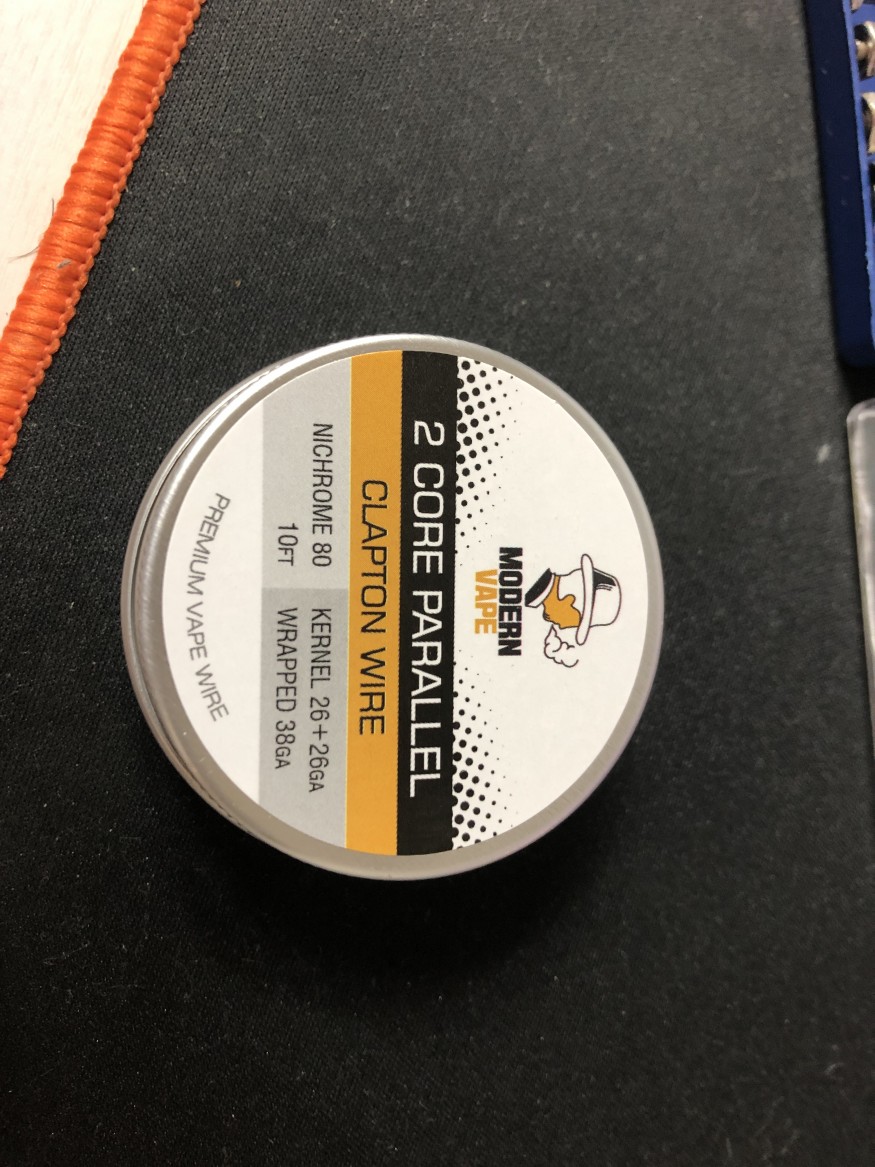 MODERN
VAPE
2 CORE PARALLEL
CLAPTON WIRE
NICHROME 80
10FT
KERNEL 26+26GA
WRAPPED 38GA
PREMIUM VAPE WIRE